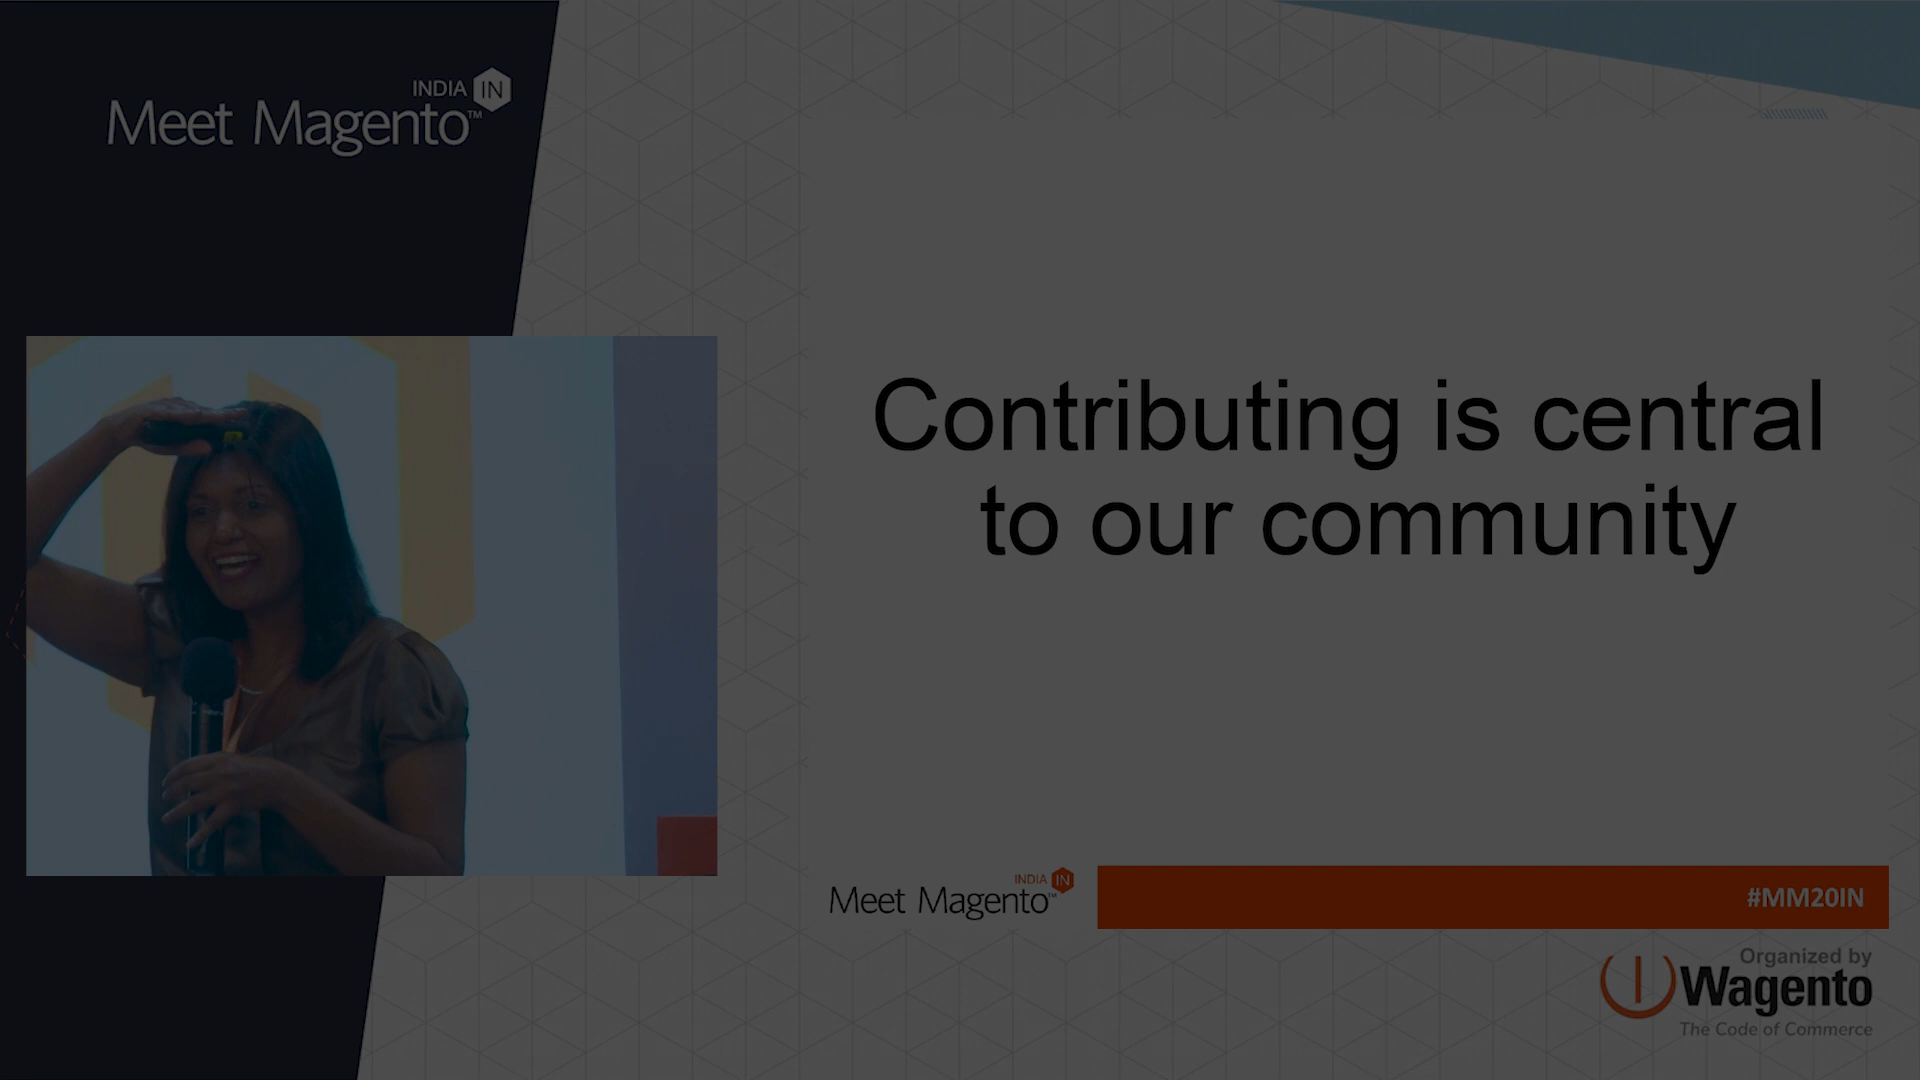 INDIA IN
Meet Magento™
Contributing is central
to our community
INDIA IN
Meet Magento™
#MM20IN
Organized by
Wagento
The Code of Commerce